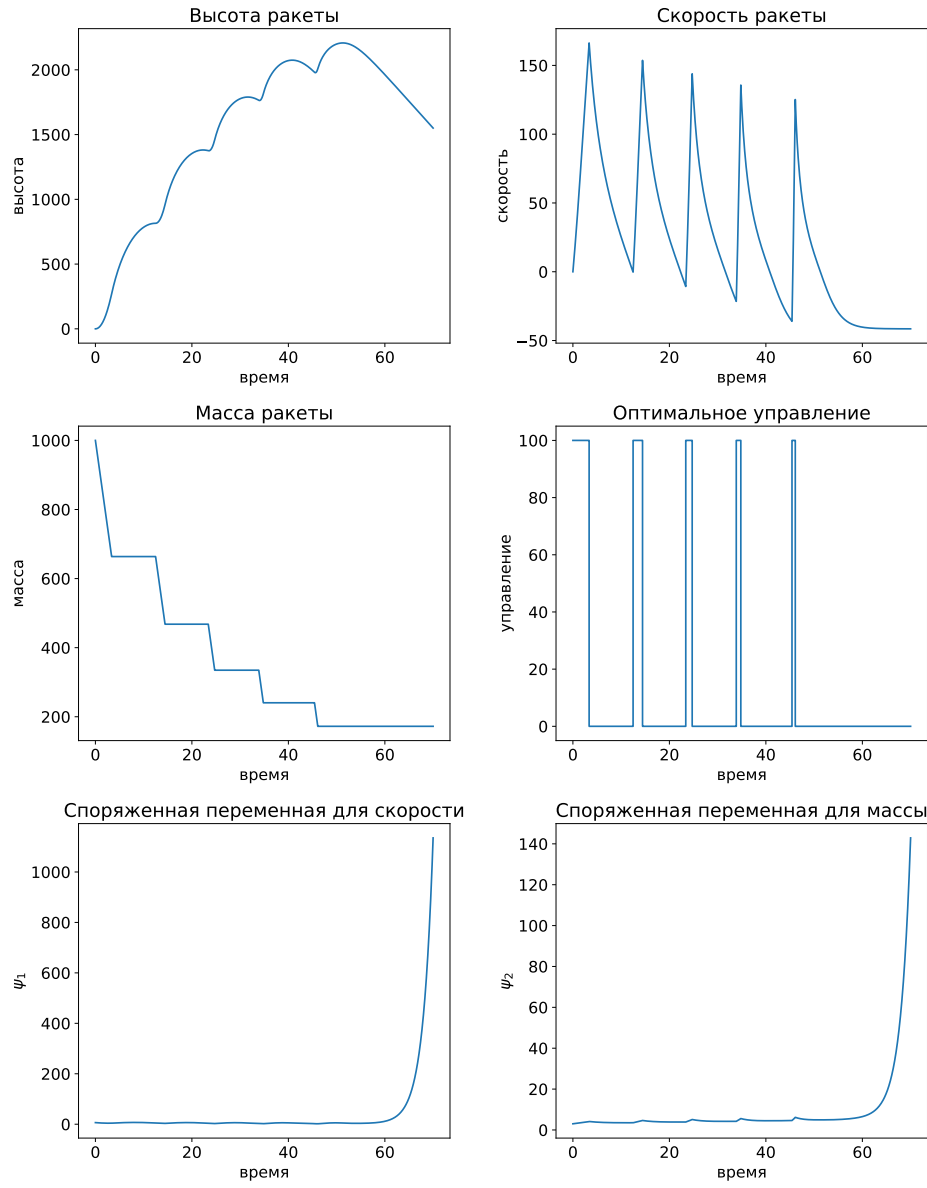 Высота ракеты
2000
1500
1000
500
0
высота
0 20 40 60
время
Скорость ракеты
150
100
50
0
−50
скорость
0 20 40 60
время
Масса ракеты
1000
800
600
400
200
масса
0 20 40 60
время
Оптимальное управление
100
80
60
40
20
0
управление
0 20 40 60
время
Споряженная переменная для скорости
1000
800
600
400
200
0
ψ₁
0 20 40 60
время
Споряженная переменная для массы
140
120
100
80
60
40
20
0
ψ₂
0 20 40 60
время